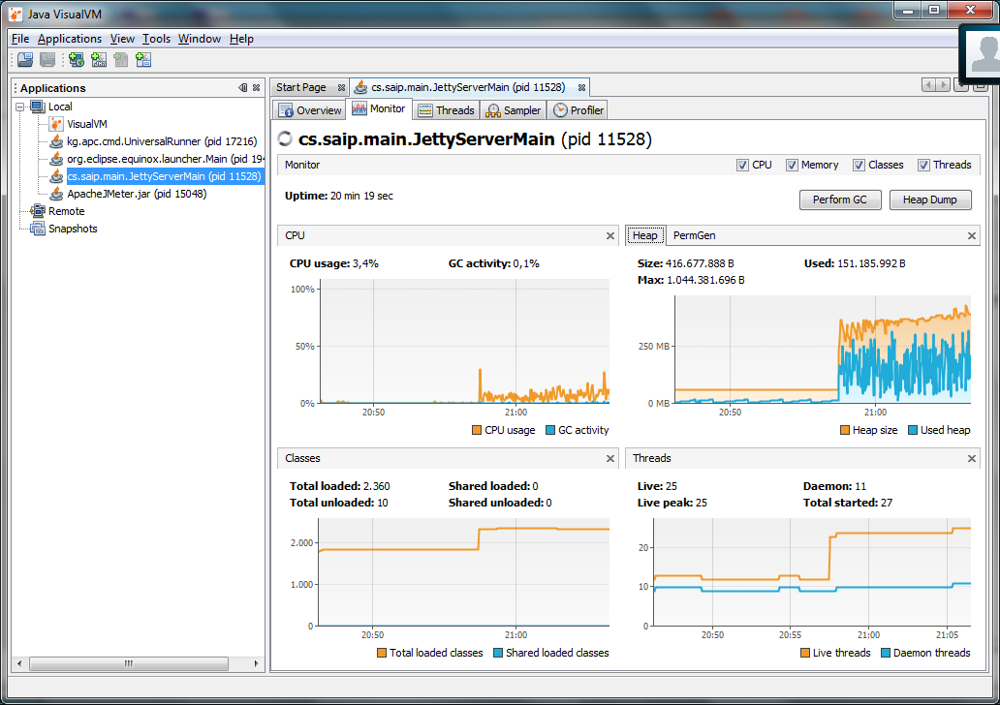 Java VisualVM
File Applications View Tools Window Help
Applications
Local
VisualVM
kg.apc.cmd.UniversalRunner (pid 17216)
org.eclipse.equinox.launcher.Main (pid 194
cs.saip.main.JettyServerMain (pid 11528)
ApacheJMeter.jar (pid 15048)
Remote
Snapshots
Start Page cs.saip.main.JettyServerMain (pid 11528)
Overview Monitor Threads Sampler Profiler
cs.saip.main.JettyServerMain (pid 11528)
Monitor CPU Memory Classes Threads
Uptime: 20 min 19 sec Perform GC Heap Dump
CPU
CPU usage: 3,4% GC activity: 0,1%
100%
50%
0%
20:50 21:00
CPU usage GC activity
Heap PermGen
Size: 416.677.888 B Used: 151.185.992 B
Max: 1.044.381.696 B
250 MB
0 MB
20:50 21:00
Heap size Used heap
Classes
Total loaded: 2.360 Shared loaded: 0
Total unloaded: 10 Shared unloaded: 0
2.000
1.000
0
20:50 21:00
Total loaded classes Shared loaded classes
Threads
Live: 25 Daemon: 11
Live peak: 25 Total started: 27
20
10
0
20:50 20:55 21:00 21:05
Live threads Daemon threads